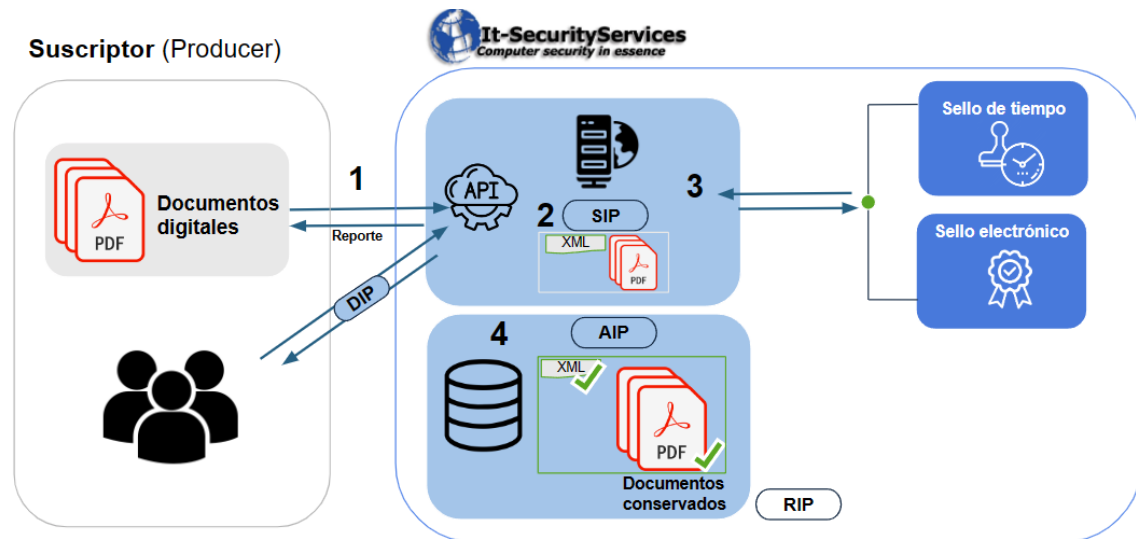 It-SecurityServices
Computer security in essence
Suscriptor (Producer)
Sello de tiempo
1
API
3
PDF
Documentos
digitales
Reporte
2
SIP
XML
PDF
Sello electrónico
DIP
4
AIP
XML
PDF
Documentos
conservados
RIP